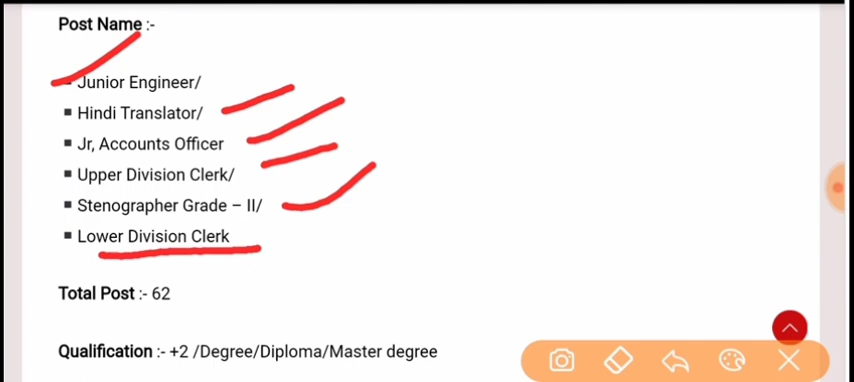 Post Name :-
Junior Engineer/
Hindi Translator/
Jr, Accounts Officer
Upper Division Clerk/
Stenographer Grade – II/
Lower Division Clerk
Total Post :- 62
Qualification :- +2 /Degree/Diploma/Master degree